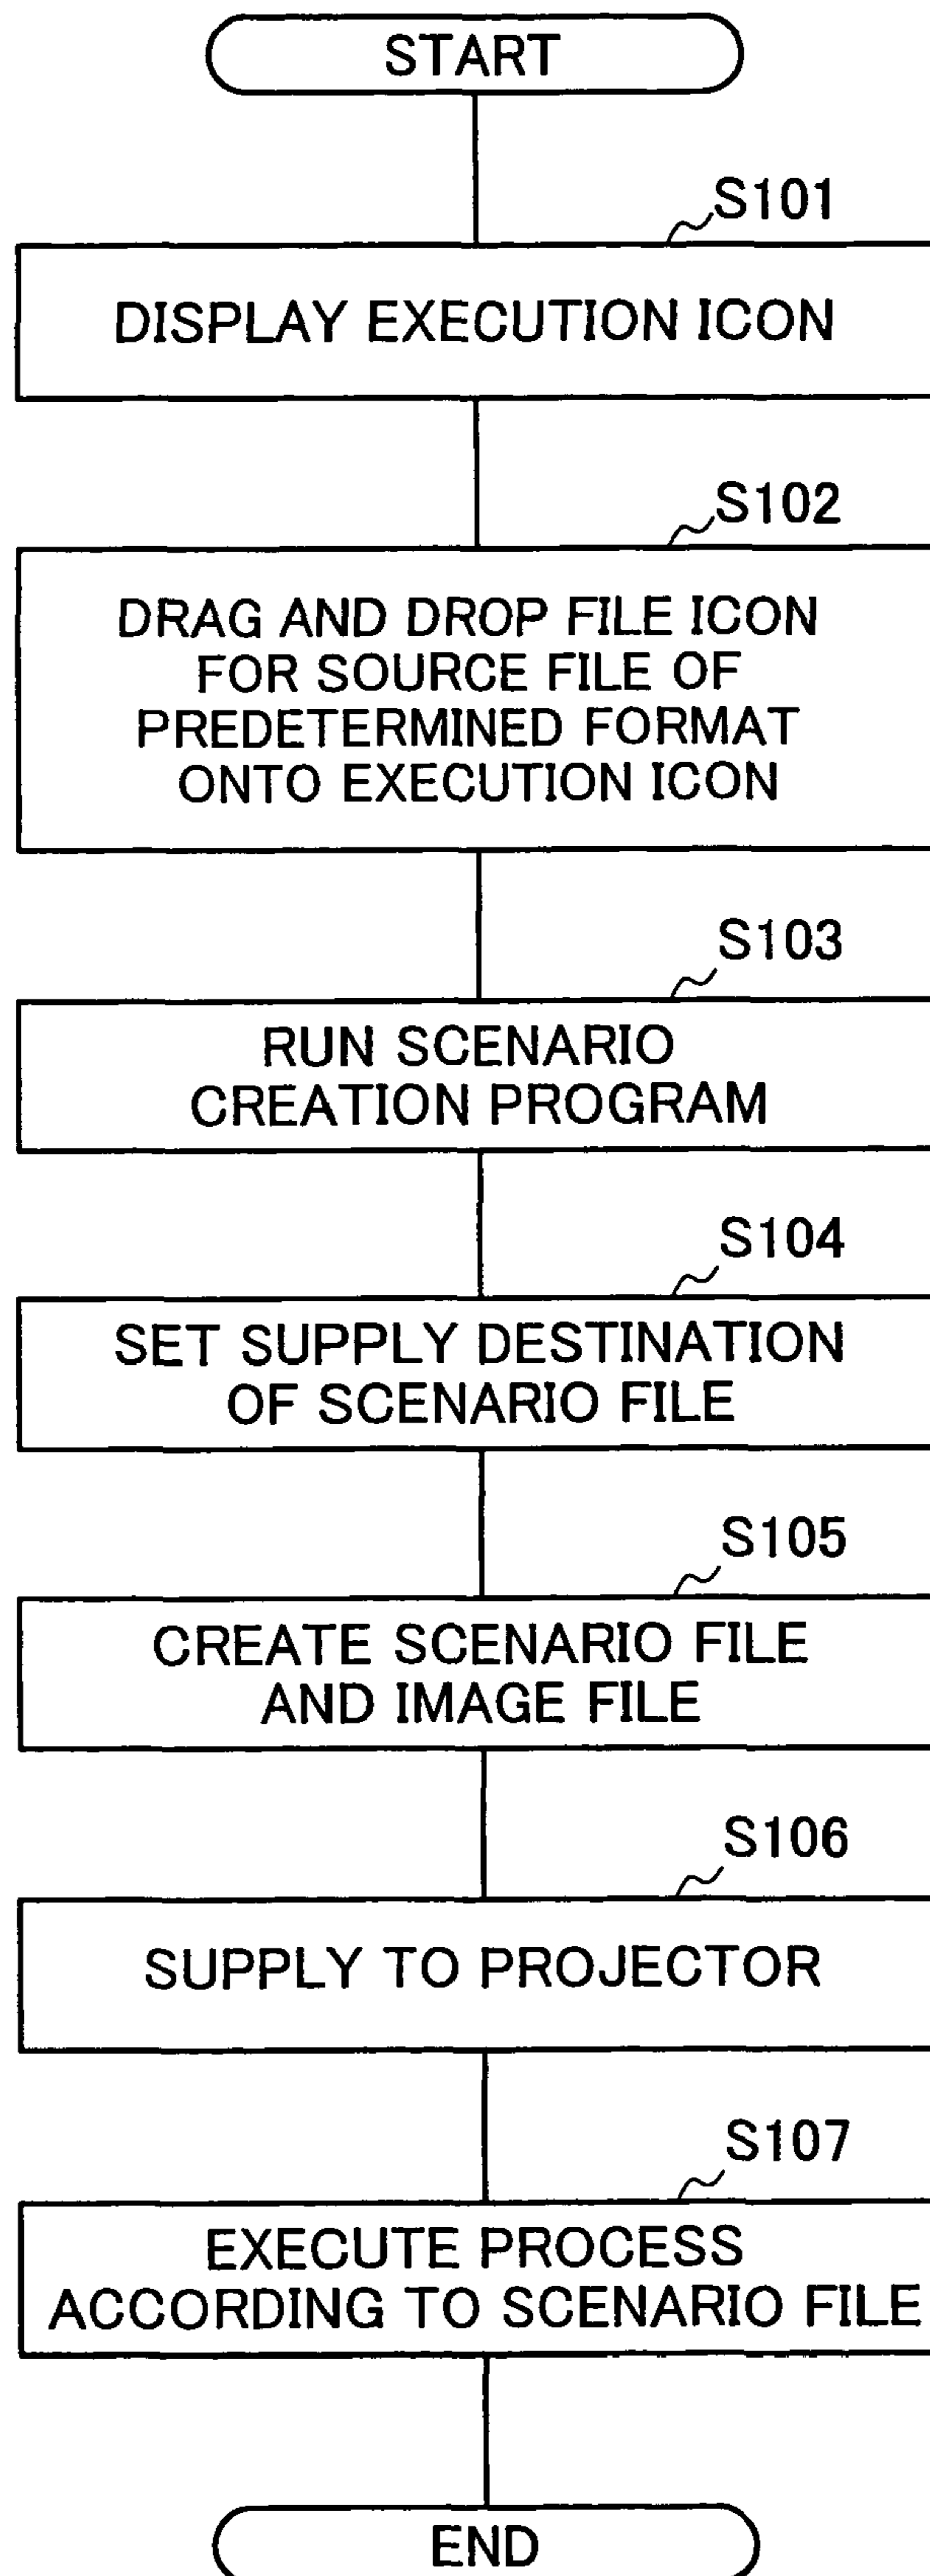 START
S101
DISPLAY EXECUTION ICON
S102
DRAG AND DROP FILE ICON
FOR SOURCE FILE OF
PREDETERMINED FORMAT
ONTO EXECUTION ICON
S103
RUN SCENARIO
CREATION PROGRAM
S104
SET SUPPLY DESTINATION
OF SCENARIO FILE
S105
CREATE SCENARIO FILE
AND IMAGE FILE
S106
SUPPLY TO PROJECTOR
S107
EXECUTE PROCESS
ACCORDING TO SCENARIO FILE
END